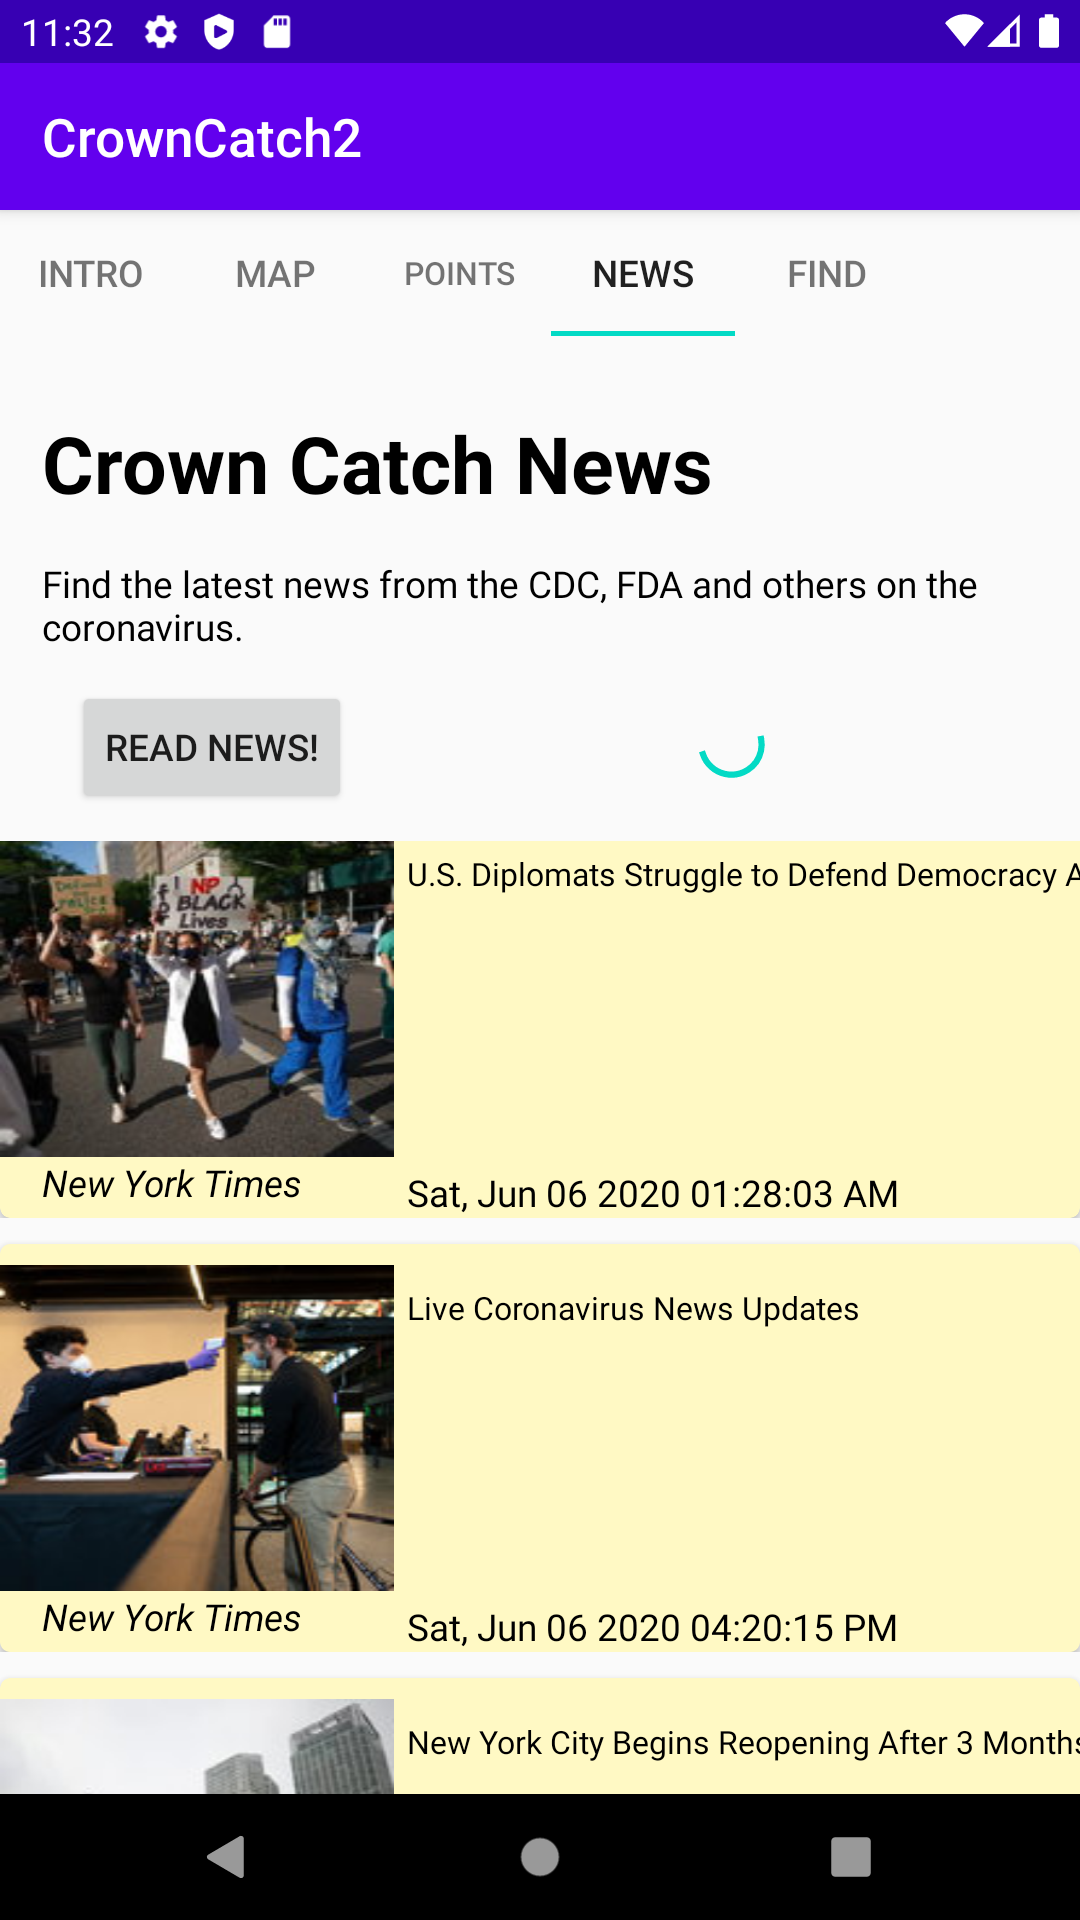 11:32
CrownCatch2
INTRO MAP POINTS NEWS FIND
Crown Catch News
Find the latest news from the CDC, FDA and others on the
coronavirus.
READ NEWS!
U.S. Diplomats Struggle to Defend Democracy A
BLACK
Lives
New York Times
Sat, Jun 06 2020 01:28:03 AM
Live Coronavirus News Updates
New York Times
Sat, Jun 06 2020 04:20:15 PM
New York City Begins Reopening After 3 Months